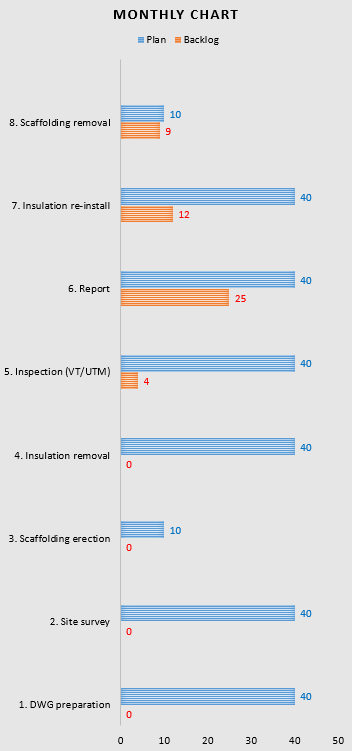 MONTHLY CHART
Plan Backlog
8. Scaffolding removal 10
9
7. Insulation re-install 40
12
6. Report 40
25
5. Inspection (VT/UTM) 40
4
4. Insulation removal 40
0
3. Scaffolding erection 10
0
2. Site survey 40
0
1. DWG preparation 40
0
0 10 20 30 40 50